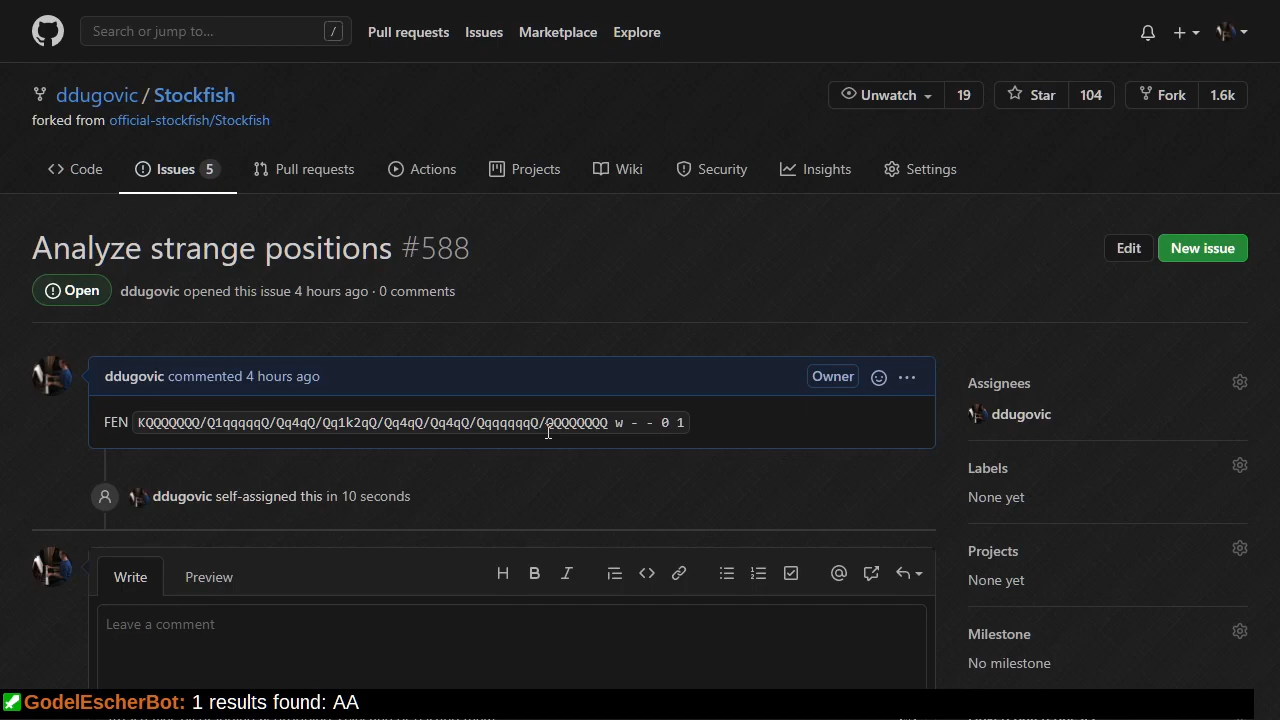 Search or jump to… /
Pull requests Issues Marketplace Explore
ddugovic / Stockfish
Unwatch 19 Star 104 Fork 1.6k
forked from official-stockfish/Stockfish
Code Issues 5 Pull requests Actions Projects Wiki Security Insights Settings
Analyze strange positions #588
Edit New issue
Open ddugovic opened this issue 4 hours ago · 0 comments
ddugovic commented 4 hours ago Owner
FEN KQQQQQQQ/Q1qqqqqQ/Qq4qQ/Qq1k2qQ/Qq4qQ/Qq4qQ/QqqqqqqQ/QQQQQQQQ w - - 0 1
Assignees
ddugovic
ddugovic self-assigned this in 10 seconds
Labels
None yet
Write Preview
Projects
None yet
Leave a comment
Milestone
No milestone
GodelEscherBot: 1 results found: AA